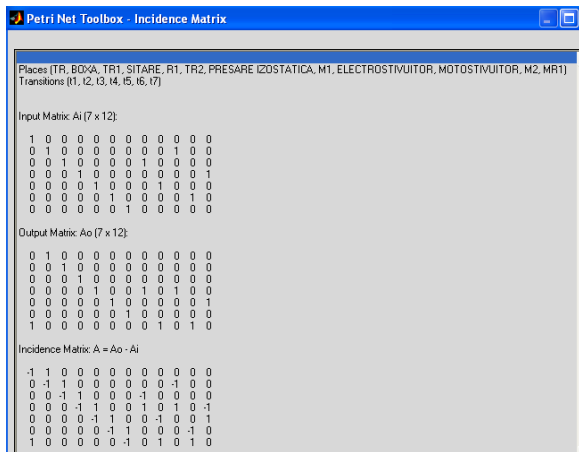 Petri Net Toolbox - Incidence Matrix
Places (TR, BOXA, TR1, SITARE, R1, TR2, PRESARE IZOSTATICA, M1, ELECTROSTIVUITOR, MOTOSTIVUITOR, M2, MR1)
Transitions (t1, t2, t3, t4, t5, t6, t7)
Input Matrix: Ai (7 x 12):
1 0 0 0 0 0 0 0 0 0 0 0
0 1 0 0 0 0 0 0 0 1 0 0
0 0 1 0 0 0 0 1 0 0 0 0
0 0 0 1 0 0 0 0 0 0 0 1
0 0 0 0 1 0 0 0 1 0 0 0
0 0 0 0 0 1 0 0 0 0 1 0
0 0 0 0 0 0 1 0 0 0 0 0
Output Matrix: Ao (7 x 12):
0 1 0 0 0 0 0 0 0 0 0 0
0 0 1 0 0 0 0 0 0 0 0 0
0 0 0 1 0 0 0 0 0 0 0 0
0 0 0 0 1 0 0 1 0 1 0 0
0 0 0 0 0 1 0 0 0 0 0 1
0 0 0 0 0 0 1 0 0 0 0 0
1 0 0 0 0 0 0 0 1 0 1 0
Incidence Matrix: A = Ao - Ai
-1 1 0 0 0 0 0 0 0 0 0 0
0 -1 1 0 0 0 0 0 0 -1 0 0
0 0 -1 1 0 0 0 -1 0 0 0 0
0 0 0 -1 1 0 0 1 0 1 0 -1
0 0 0 0 -1 1 0 0 -1 0 0 1
0 0 0 0 0 -1 1 0 0 0 -1 0
1 0 0 0 0 0 -1 0 1 0 1 0